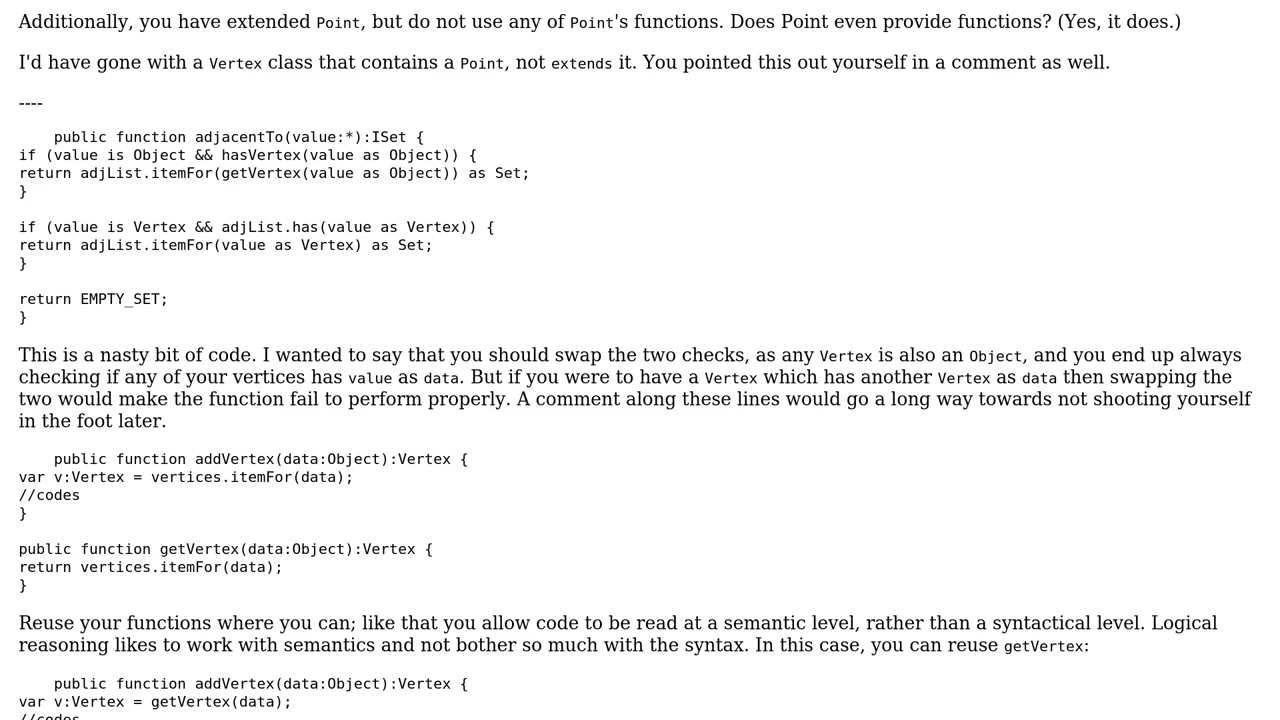 Additionally, you have extended Point, but do not use any of Point's functions. Does Point even provide functions? (Yes, it does.)
I'd have gone with a Vertex class that contains a Point, not extends it. You pointed this out yourself in a comment as well.
----
public function adjacentTo(value:*):ISet {
if (value is Object && hasVertex(value as Object)) {
return adjList.itemFor(getVertex(value as Object)) as Set;
}
if (value is Vertex && adjList.has(value as Vertex)) {
return adjList.itemFor(value as Vertex) as Set;
}
return EMPTY_SET;
}
This is a nasty bit of code. I wanted to say that you should swap the two checks, as any Vertex is also an Object, and you end up always
checking if any of your vertices has value as data. But if you were to have a Vertex which has another Vertex as data then swapping the
two would make the function fail to perform properly. A comment along these lines would go a long way towards not shooting yourself
in the foot later.
public function addVertex(data:Object):Vertex {
var v:Vertex = vertices.itemFor(data);
//codes
}
public function getVertex(data:Object):Vertex {
return vertices.itemFor(data);
}
Reuse your functions where you can; like that you allow code to be read at a semantic level, rather than a syntactical level. Logical
reasoning likes to work with semantics and not bother so much with the syntax. In this case, you can reuse getVertex:
public function addVertex(data:Object):Vertex {
var v:Vertex = getVertex(data);
//codes